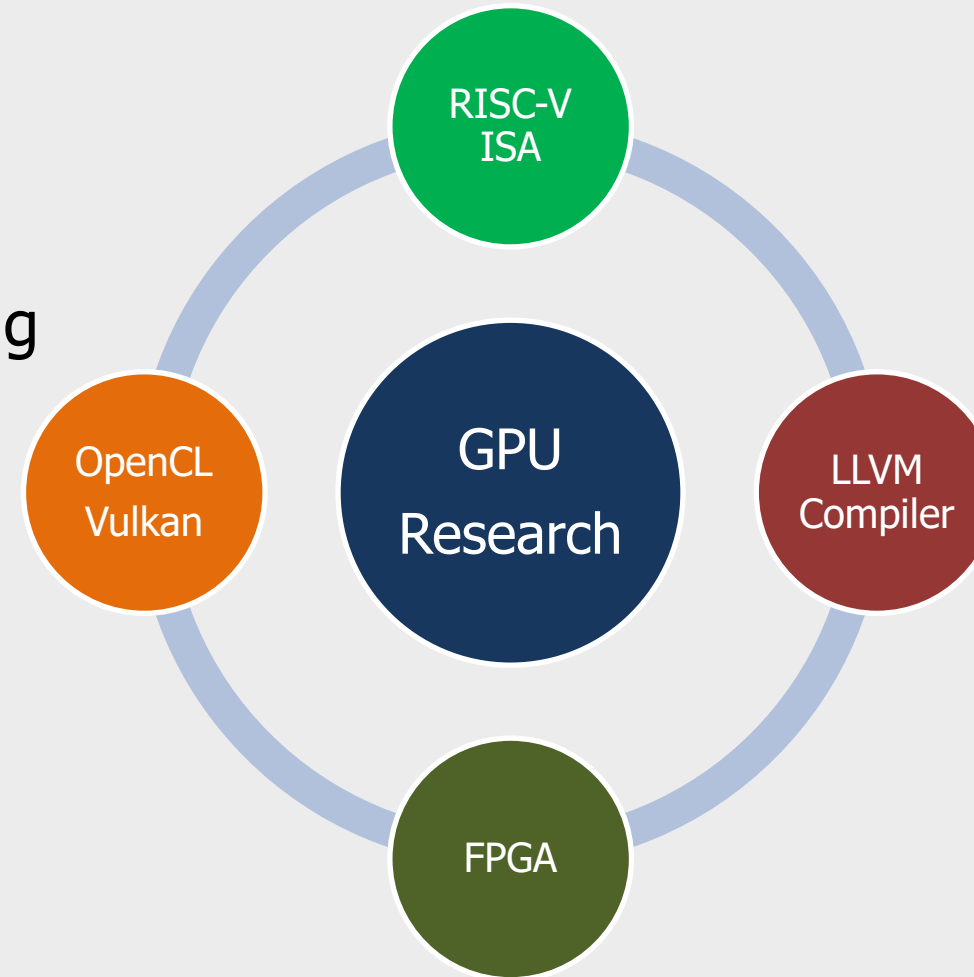 RISC-V
ISA
g
OpenCL
Vulkan
GPU
Research
LLVM
Compiler
FPGA